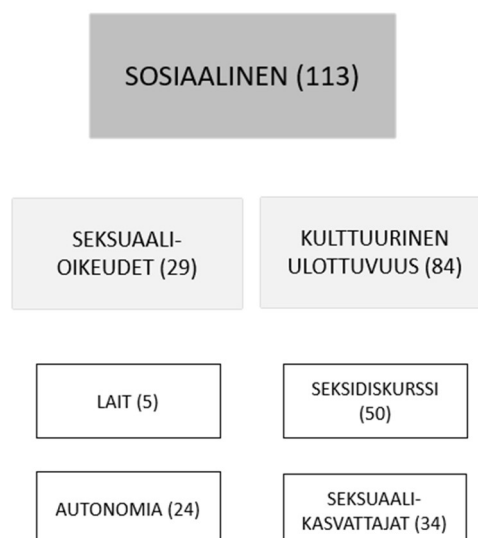 SOSIAALINEN (113)
SEKSUAALI-
OIKEUDET (29)
KULTTUURINEN
ULOTTUVUUS (84)
LAIT (5)
SEKSIDISKURSSI
(50)
AUTONOMIA (24)
SEKSUAALI-
KASVATTAJAT (34)